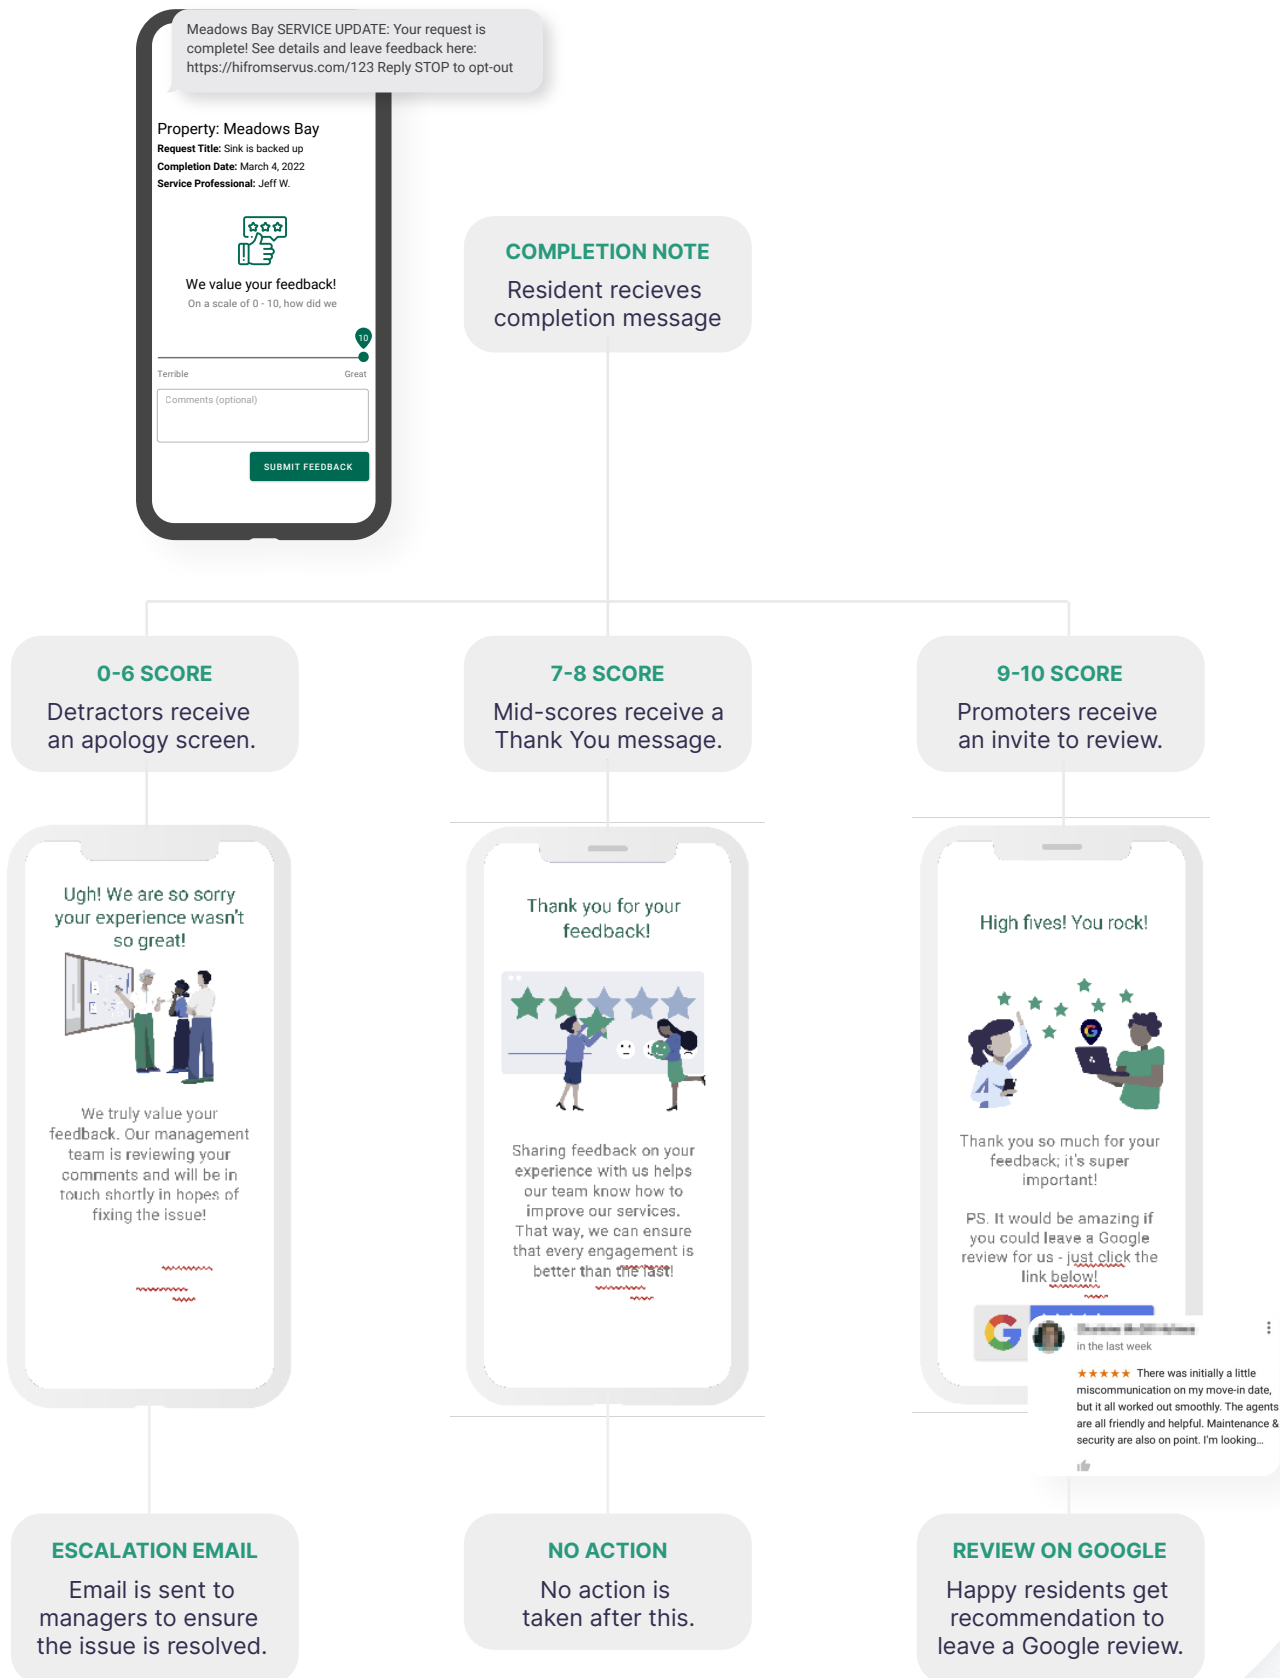 Meadows Bay SERVICE UPDATE: Your request is
complete! See details and leave feedback here:
https://hifromservus.com/123 Reply STOP to opt-out
Property: Meadows Bay
Request Title: Sink is backed up
Completion Date: March 4, 2022
Service Professional: Jeff W.
We value your feedback!
On a scale of 0 - 10, how did we
10
Terrible
Great
Comments (optional)
SUBMIT FEEDBACK
COMPLETION NOTE
Resident recieves
completion message
0-6 SCORE
Detractors receive
an apology screen.
7-8 SCORE
Mid-scores receive a
Thank You message.
9-10 SCORE
Promoters receive
an invite to review.
Ugh! We are so sorry
your experience wasn't
so great!
We truly value your
feedback. Our management
team is reviewing your
comments and will be in
touch shortly in hopes of
fixing the issue!
Thank you for your
feedback!
Sharing feedback on your
experience with us helps
our team know how to
improve our services.
That way, we can ensure
that every engagement is
better than the last!
High fives! You rock!
Thank you so much for your
feedback; it's super
important!
PS. It would be amazing if
you could leave a Google
review for us - just click the
link below!
in the last week
There was initially a little
miscommunication on my move-in date,
but it all worked out smoothly. The agents
are all friendly and helpful. Maintenance &
security are also on point. I'm looking...
ESCALATION EMAIL
Email is sent to
managers to ensure
the issue is resolved.
NO ACTION
No action is
taken after this.
REVIEW ON GOOGLE
Happy residents get
recommendation to
leave a Google review.